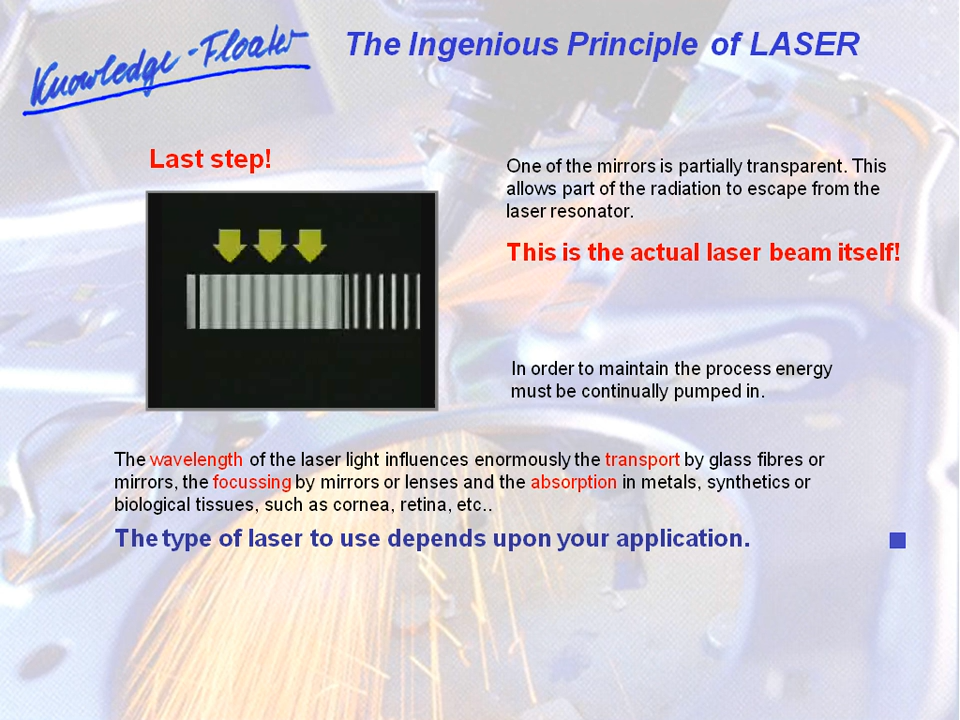 Knowledge-Floater
The Ingenious Principle of LASER
Last step!
One of the mirrors is partially transparent. This
allows part of the radiation to escape from the
laser resonator.
This is the actual laser beam itself!
In order to maintain the process energy
must be continually pumped in.
The wavelength of the laser light influences enormously the transport by glass fibres or
mirrors, the focussing by mirrors or lenses and the absorption in metals, synthetics or
biological tissues, such as cornea, retina, etc..
The type of laser to use depends upon your application.